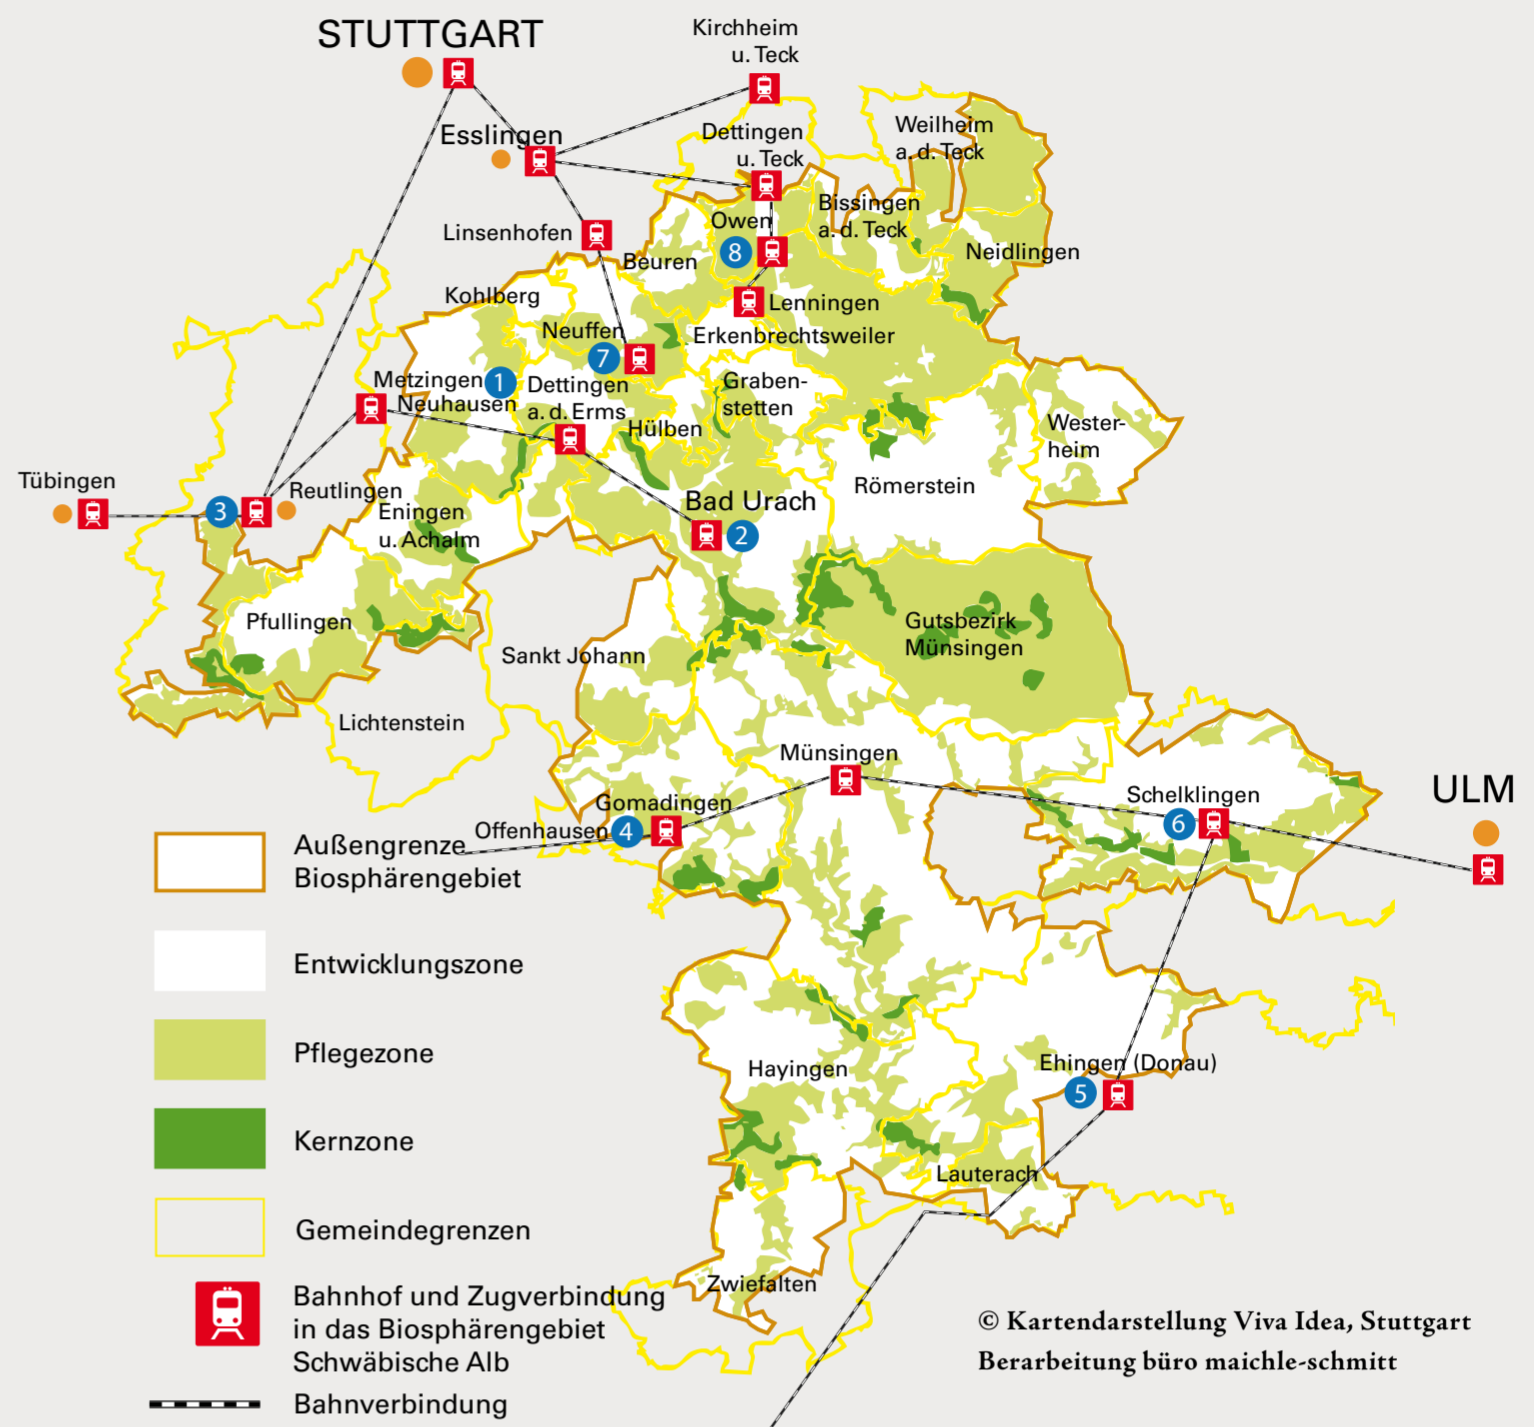 STUTTGART
Kirchheim
u. Teck
Esslingen
Dettingen
u. Teck
Weilheim
a. d. Teck
Linsenhofen
Owen
8
Bissingen
a. d. Teck
Beuren
Neidlingen
Kohlberg
Lenningen
Neuffen
7
Erkenbrechtsweiler
Metzingen
1
Neuhausen
Dettingen
a. d. Erms
Graben-
stetten
Hülben
Wester-
heim
Tübingen
3
Reutlingen
Eningen
u. Achalm
Bad Urach
2
Römerstein
Pfullingen
Gutsbezirk
Münsingen
Sankt Johann
Lichtenstein
Münsingen
Gomadingen
Offenhausen
4
Schelklingen
6
ULM
Hayingen
Ehingen (Donau)
5
Lauterach
Zwiefalten
Außengrenze
Biosphärengebiet
Entwicklungszone
Pflegezone
Kernzone
Gemeindegrenzen
Bahnhof und Zugverbindung
in das Biosphärengebiet
Schwäbische Alb
Bahnverbindung
© Kartendarstellung Viva Idea, Stuttgart
Berarbeitung büro maichle-schmitt